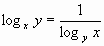 log_x y = 1 / log_y x